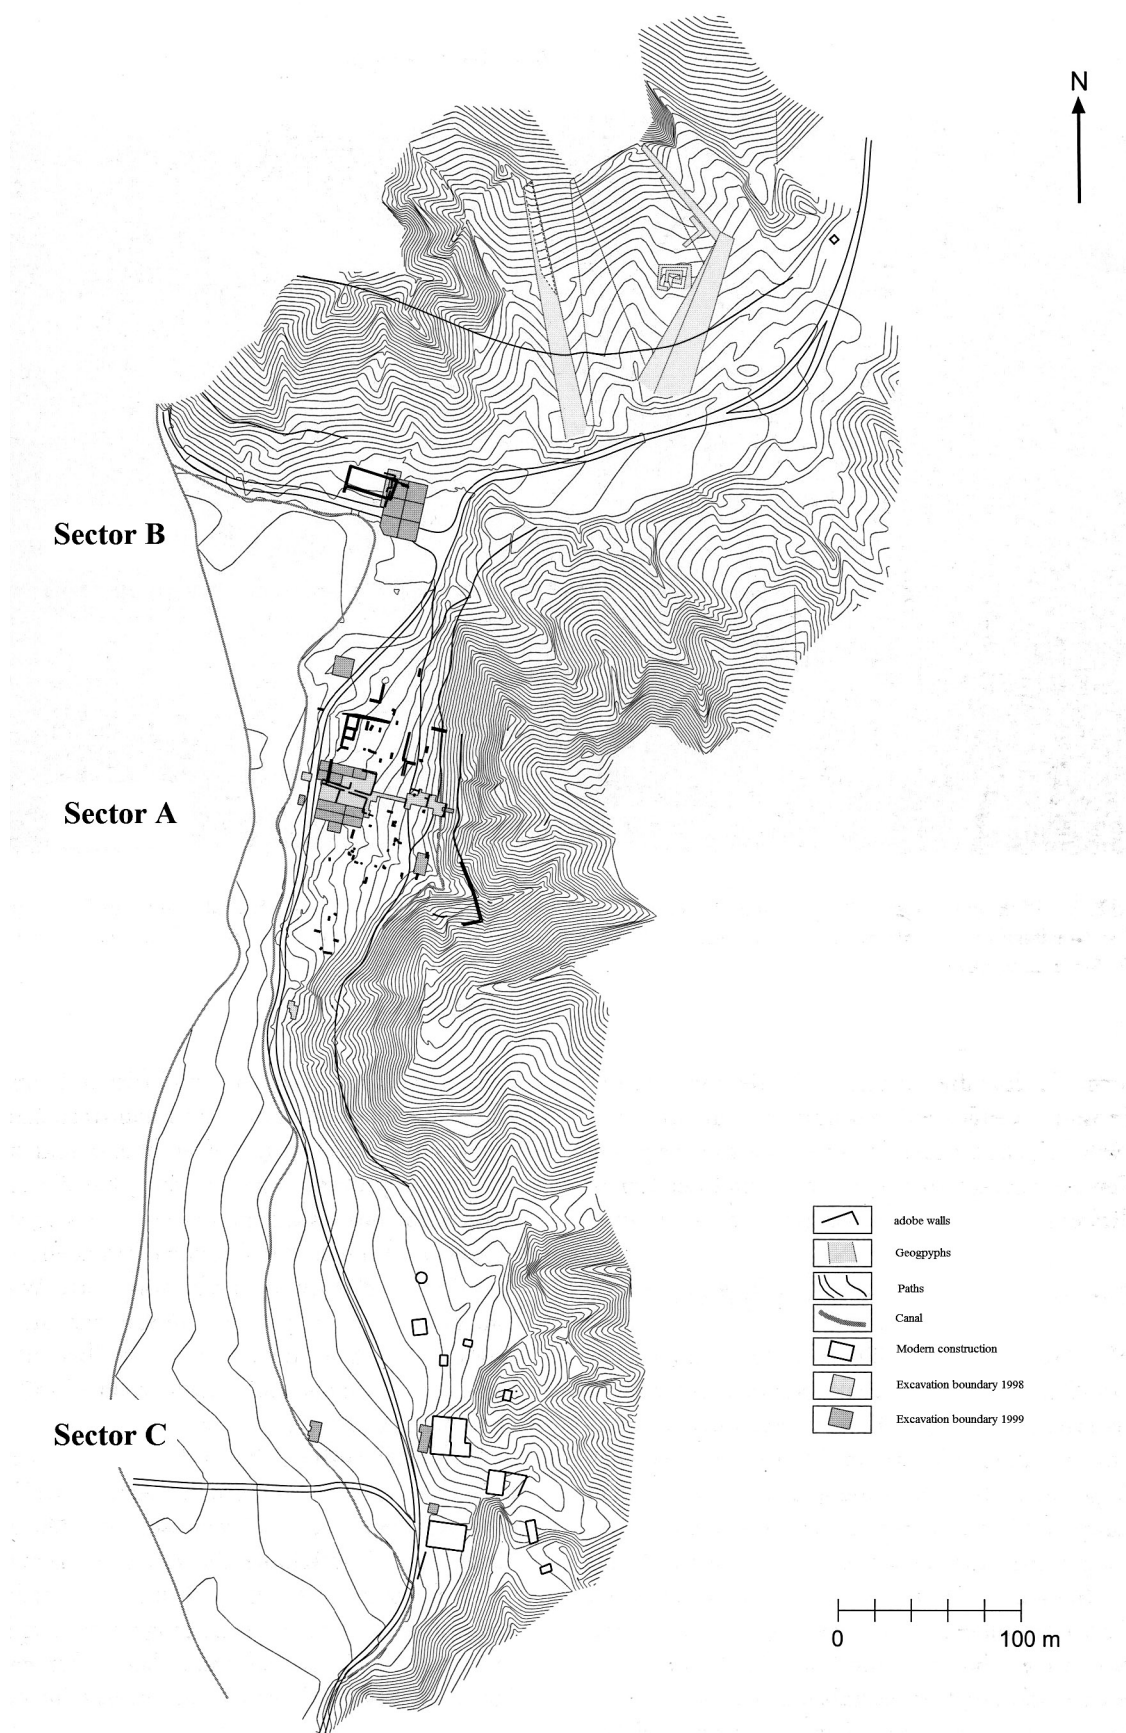 N
Sector B
Sector A
adobe walls
Geogpyphs
Paths
Canal
Modern construction
Excavation boundary 1998
Excavation boundary 1999
Sector C
0 100 m